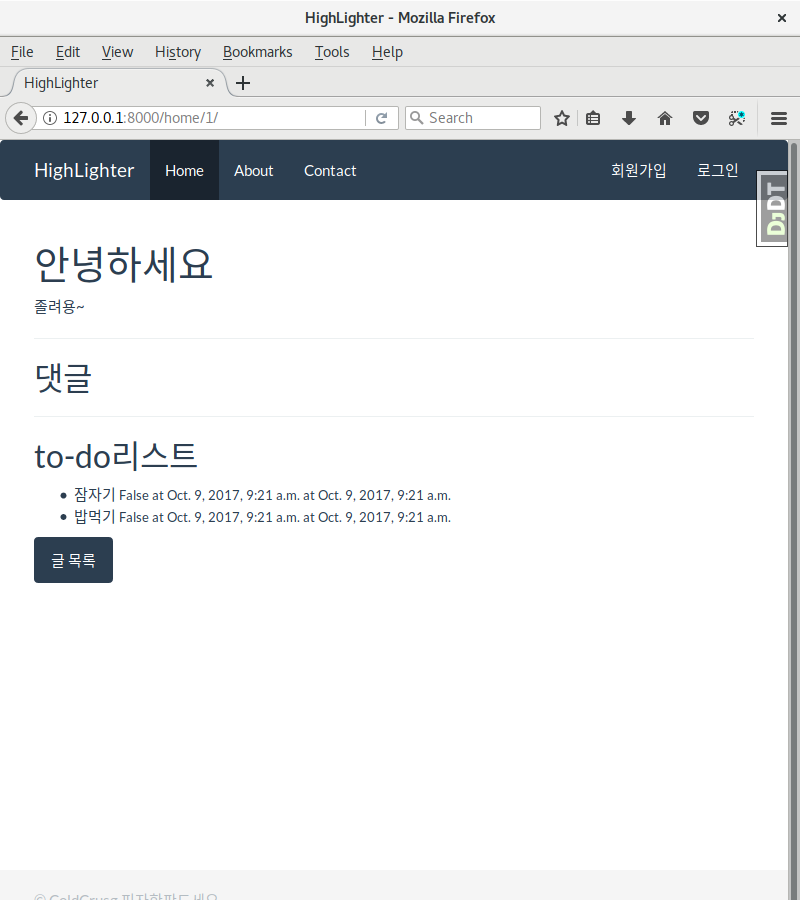 HighLighter - Mozilla Firefox
File Edit View History Bookmarks Tools Help
HighLighter
127.0.0.1:8000/home/1/ Search
HighLighter Home About Contact 회원가입 로그인
DjDT
안녕하세요
졸려용~
댓글
to-do리스트
잠자기 False at Oct. 9, 2017, 9:21 a.m. at Oct. 9, 2017, 9:21 a.m.
밥먹기 False at Oct. 9, 2017, 9:21 a.m. at Oct. 9, 2017, 9:21 a.m.
글 목록